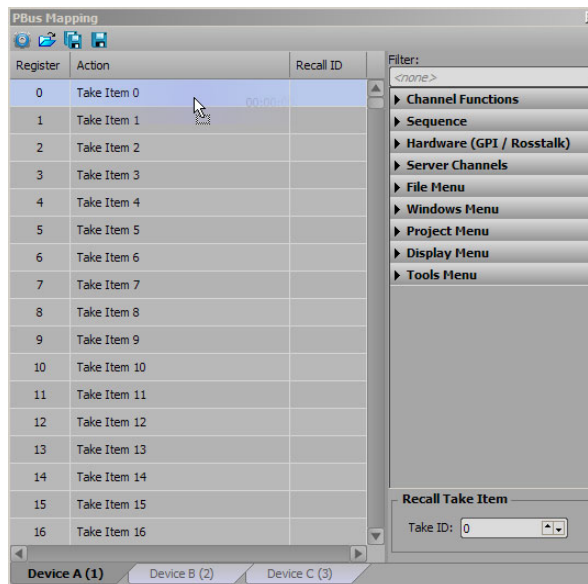 PBus Mapping
Register Action Recall ID
0 Take Item 0
1 Take Item 1
2 Take Item 2
3 Take Item 3
4 Take Item 4
5 Take Item 5
6 Take Item 6
7 Take Item 7
8 Take Item 8
9 Take Item 9
10 Take Item 10
11 Take Item 11
12 Take Item 12
13 Take Item 13
14 Take Item 14
15 Take Item 15
16 Take Item 16
Device A (1) Device B (2) Device C (3)
Filter:
<none>
Channel Functions
Sequence
Hardware (GPI / Rosstalk)
Server Channels
File Menu
Windows Menu
Project Menu
Display Menu
Tools Menu
Recall Take Item
Take ID: 0